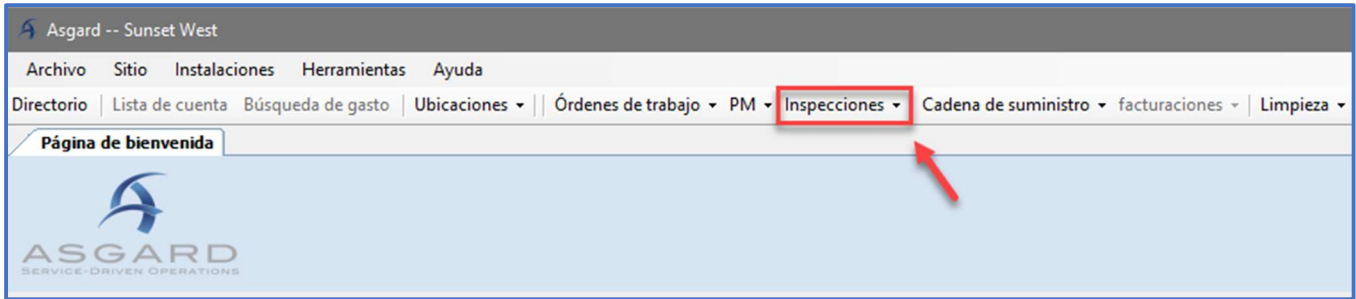 Asgard -- Sunset West
Archivo Sitio Instalaciones Herramientas Ayuda
Directorio Lista de cuenta Búsqueda de gasto Ubicaciones Órdenes de trabajo PM Inspecciones Cadena de suministro facturaciones Limpieza
Página de bienvenida
ASGARD
SERVICE-DRIVEN OPERATIONS